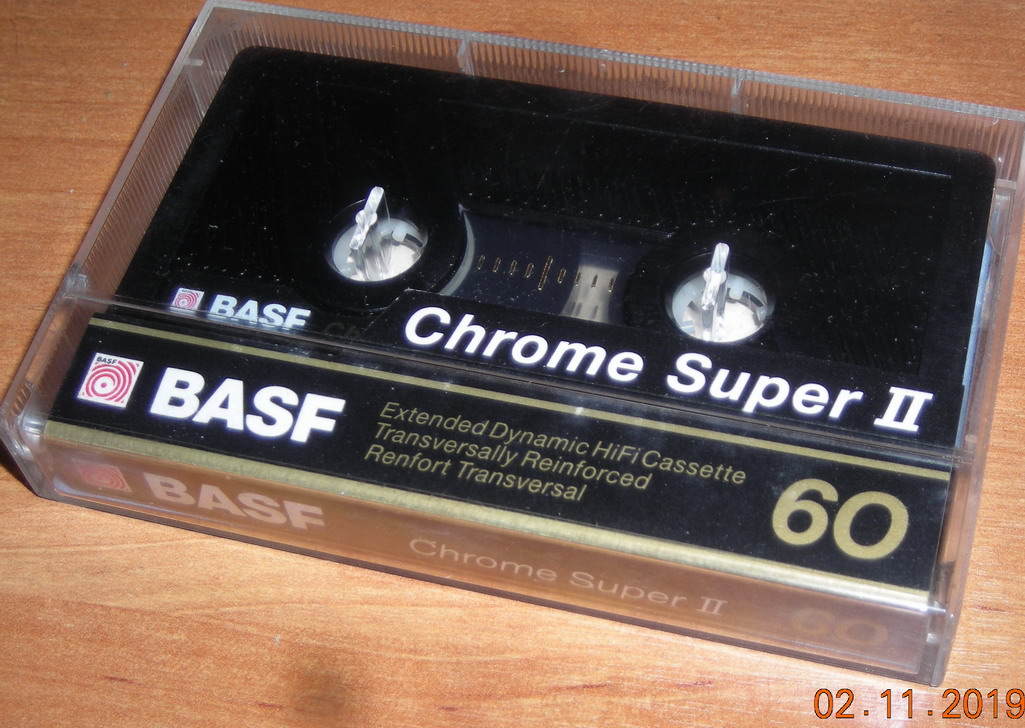 BASF
Chrome Super II
BASF
BASF
Extended Dynamic HiFi Cassette
Transversally Reinforced
Renfort Transversal
60
BASF
Chrome Super II
60
02.11.2019